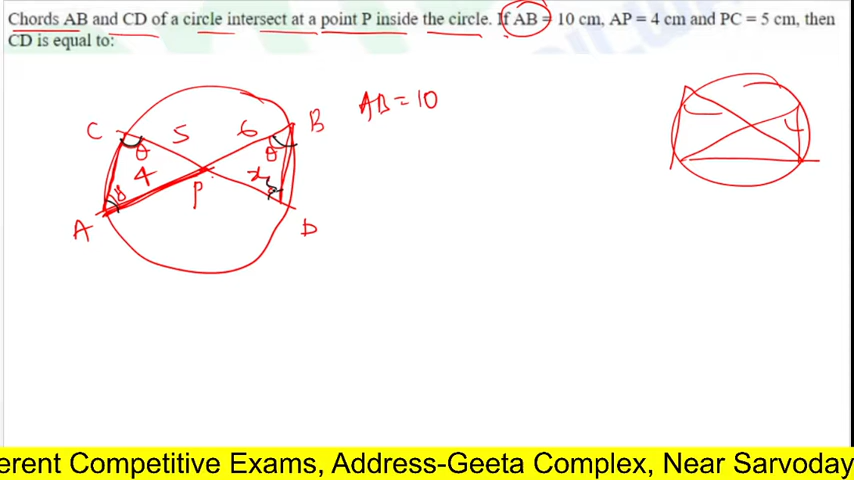 Chords AB and CD of a circle intersect at a point P inside the circle. If AB = 10 cm, AP = 4 cm and PC = 5 cm, then
CD is equal to:
AB = 10
C 5 6 B
θ θ
4 P x
A D
erent Competitive Exams, Address-Geeta Complex, Near Sarvoday